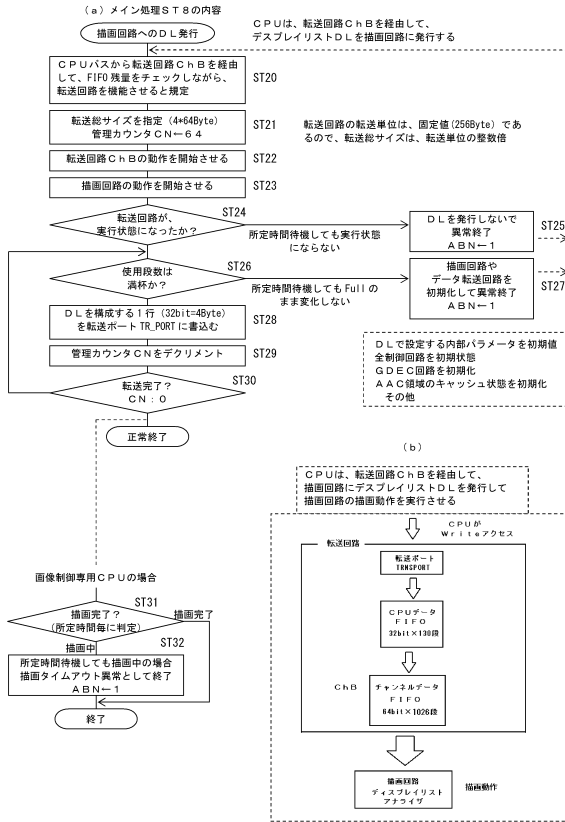 （ａ）メイン処理ＳＴ８の内容
描画回路へのＤＬ発行
ＣＰＵは、転送回路ＣｈＢを経由して、
デスプレイリストＤＬを描画回路に発行する
ＣＰＵバスから転送回路ＣｈＢを経由
して、FIFO残量をチェックしながら、
転送回路を機能させると規定
ST20
転送総サイズを指定（4*64Byte）
管理カウンタＣＮ←６４
ST21
転送回路の転送単位は、固定値(256Byte）であ
るので、転送総サイズは、転送単位の整数倍
転送回路ＣｈＢの動作を開始させる
ST22
描画回路の動作を開始させる
ST23
転送回路が、
実行状態になったか？
ST24
所定時間待機しても実行状態
にならない
ＤＬを発行しないで
異常終了
ＡＢＮ←１
ST25
使用段数は
満杯か？
ST26
所定時間待機してもFullの
まま変化しない
描画回路や
データ転送回路を
初期化して異常終了
ＡＢＮ←１
ST27
ＤＬを構成する１行（32bit=4Byte）
を転送ポートTR_PORTに書込む
ST28
管理カウンタCNをデクリメント
ST29
転送完了？
ＣＮ：０
ST30
正常終了
ＤＬで設定する内部パラメータを初期値
全制御回路を初期状態
ＧＤＥＣ回路を初期化
ＡＡＣ領域のキャッシュ状態を初期化
その他
（ｂ）
ＣＰＵは、転送回路ＣｈＢを経由して、
描画回路にデスプレイリストＤＬを発行して
描画回路の描画動作を実行させる
ＣＰＵが
Ｗｒｉｔｅアクセス
転送回路
転送ポート
TRNSPORT
ＣＰＵデータ
ＦＩＦＯ
32bit×130段
ＣｈＢ
チャンネルデータ
ＦＩＦＯ
64bit×1026段
描画回路
ディスプレイリスト
アナライザ
描画動作
画像制御専用ＣＰＵの場合
描画完了？
（所定時間毎に判定）
ST31
描画完了
描画中
ST32
所定時間待機しても描画中の場合
描画タイムアウト異常として終了
ＡＢＮ←１
終了